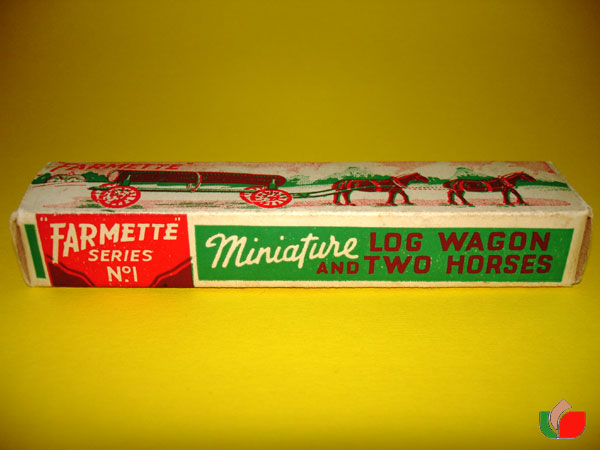 FARMETTE"
"FARMETTE"
SERIES
Nº1
Miniature LOG WAGON
AND TWO HORSES